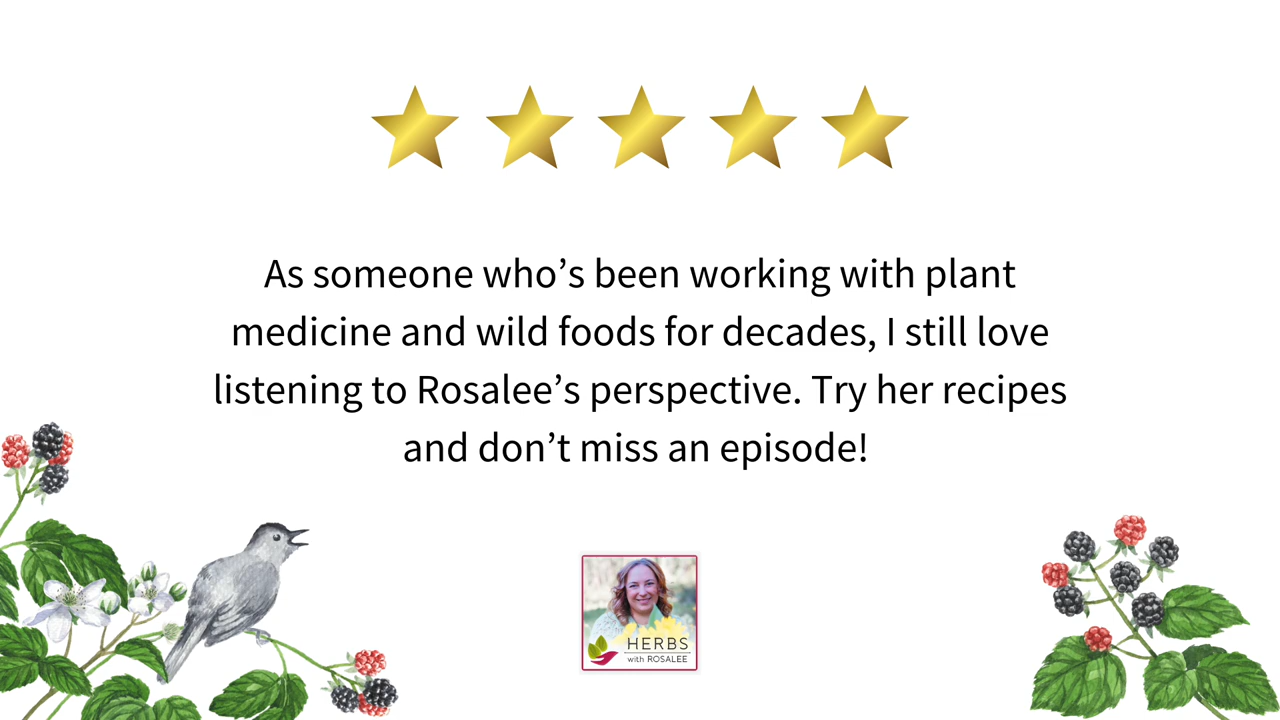 As someone who’s been working with plant
medicine and wild foods for decades, I still love
listening to Rosalee’s perspective. Try her recipes
and don’t miss an episode!
HERBS
with ROSALEE